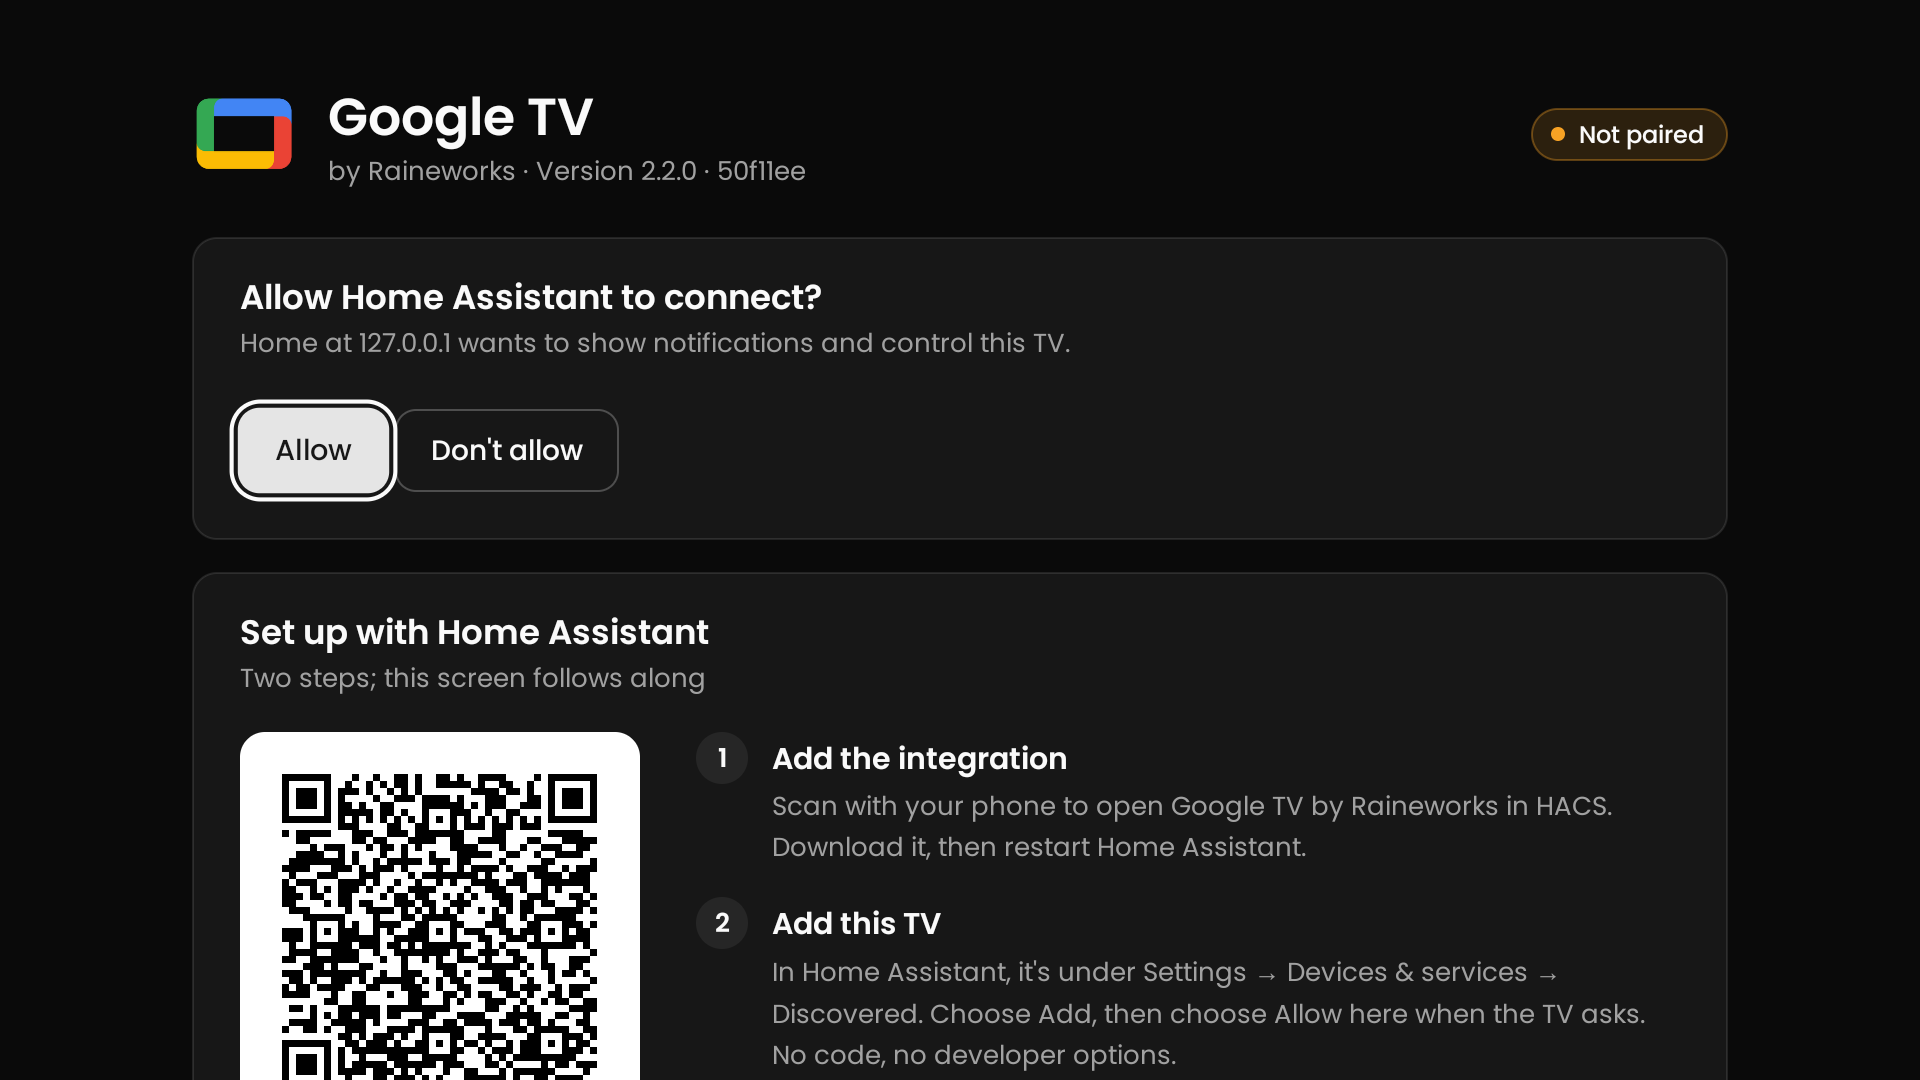 Google TV
by Raineworks · Version 2.2.0 · 50f11ee
Not paired
Allow Home Assistant to connect?
Home at 127.0.0.1 wants to show notifications and control this TV.
Allow
Don't allow
Set up with Home Assistant
Two steps; this screen follows along
1
Add the integration
Scan with your phone to open Google TV by Raineworks in HACS.
Download it, then restart Home Assistant.
2
Add this TV
In Home Assistant, it's under Settings → Devices & services →
Discovered. Choose Add, then choose Allow here when the TV asks.
No code, no developer options.